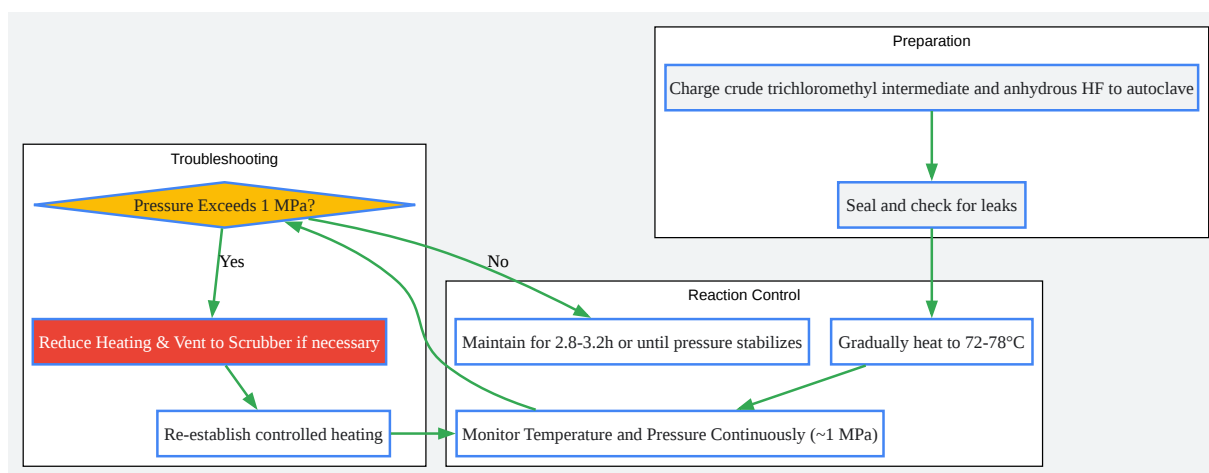 Preparation
Charge crude trichloromethyl intermediate and anhydrous HF to autoclave
Seal and check for leaks
Troubleshooting
Pressure Exceeds 1 MPa?
Yes
No
Reduce Heating & Vent to Scrubber if necessary
Re-establish controlled heating
Reaction Control
Maintain for 2.8-3.2h or until pressure stabilizes
Gradually heat to 72-78°C
Monitor Temperature and Pressure Continuously (~1 MPa)